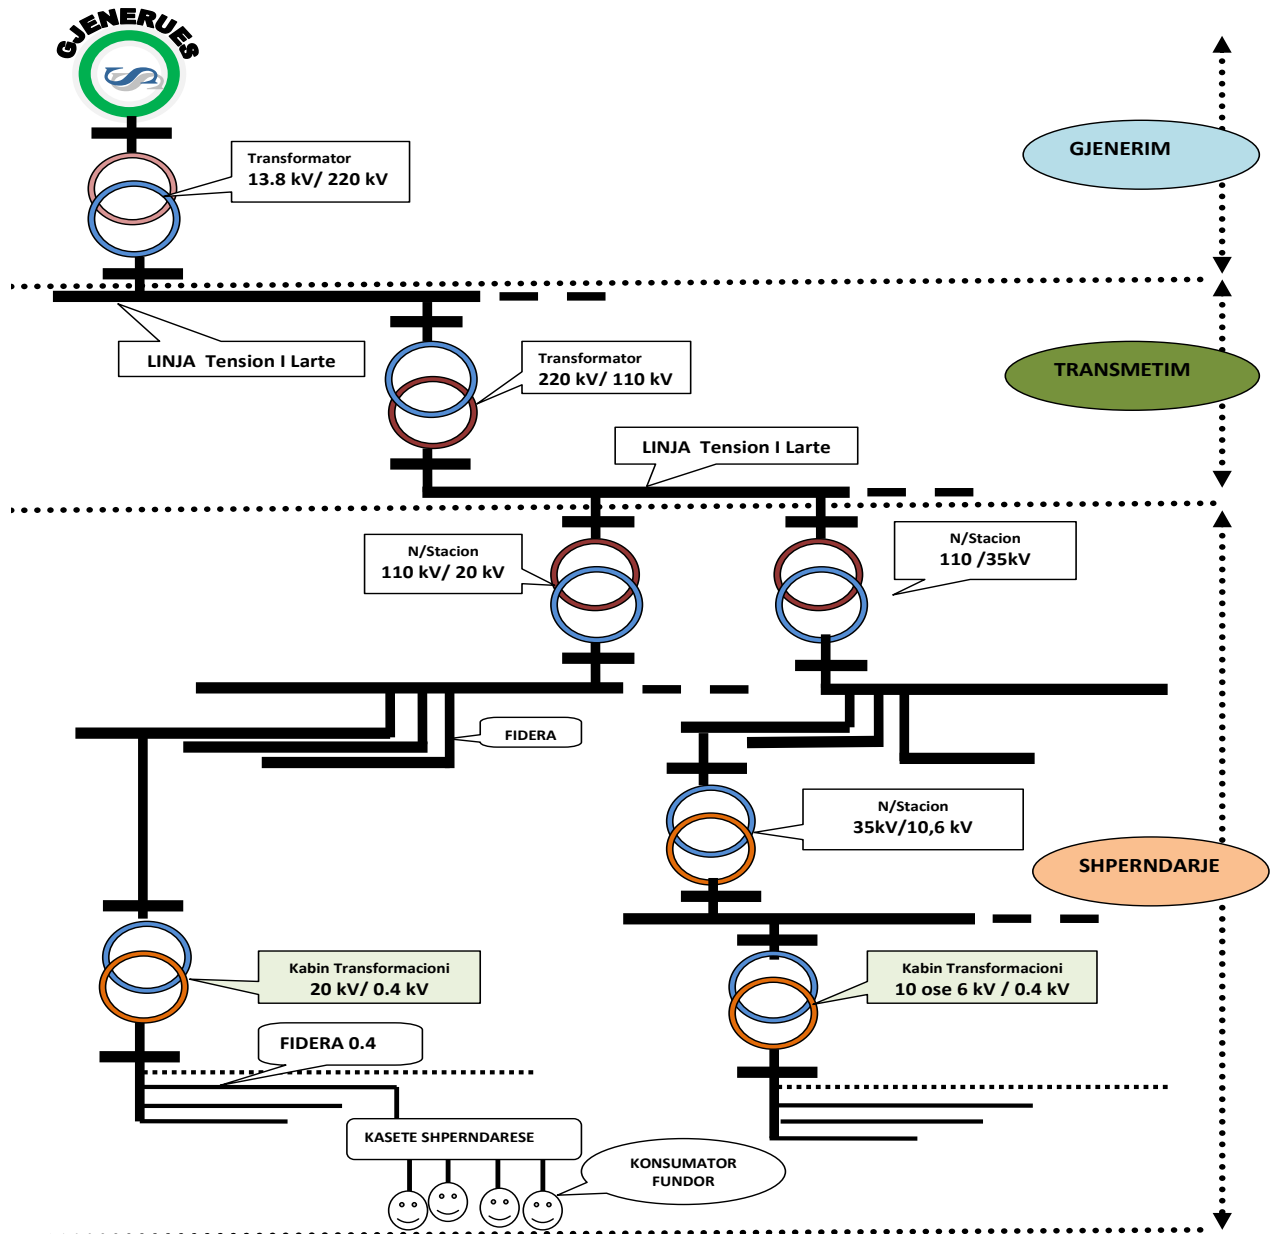 GJENERUES
Transformator
13.8 kV/ 220 kV
GJENERIM
LINJA  Tension I Larte
Transformator
220 kV/ 110 kV
TRANSMETIM
LINJA  Tension I Larte
N/Stacion
110 kV/ 20 kV
N/Stacion
110 /35kV
FIDERA
N/Stacion
35kV/10,6 kV
SHPERNDARJE
Kabin Transformacioni
20 kV/ 0.4 kV
Kabin Transformacioni
10 ose 6 kV / 0.4 kV
FIDERA 0.4
KASETE SHPERNDARESE
KONSUMATOR
FUNDOR